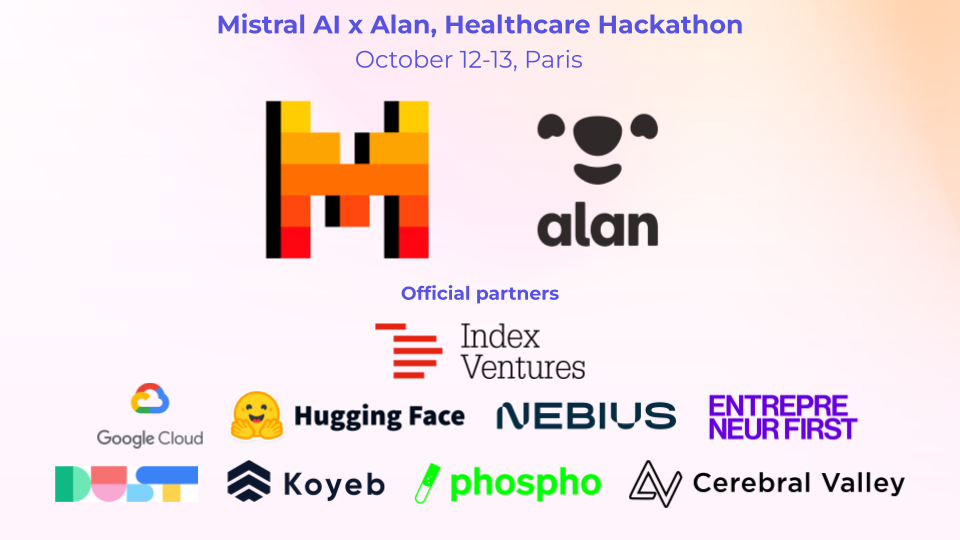 Mistral AI x Alan, Healthcare Hackathon
October 12-13, Paris
alan
Official partners
Index
Ventures
Google Cloud
Hugging Face
NEBIUS
ENTREPRE
NEUR FIRST
DUST
Koyeb
phospho
Cerebral Valley